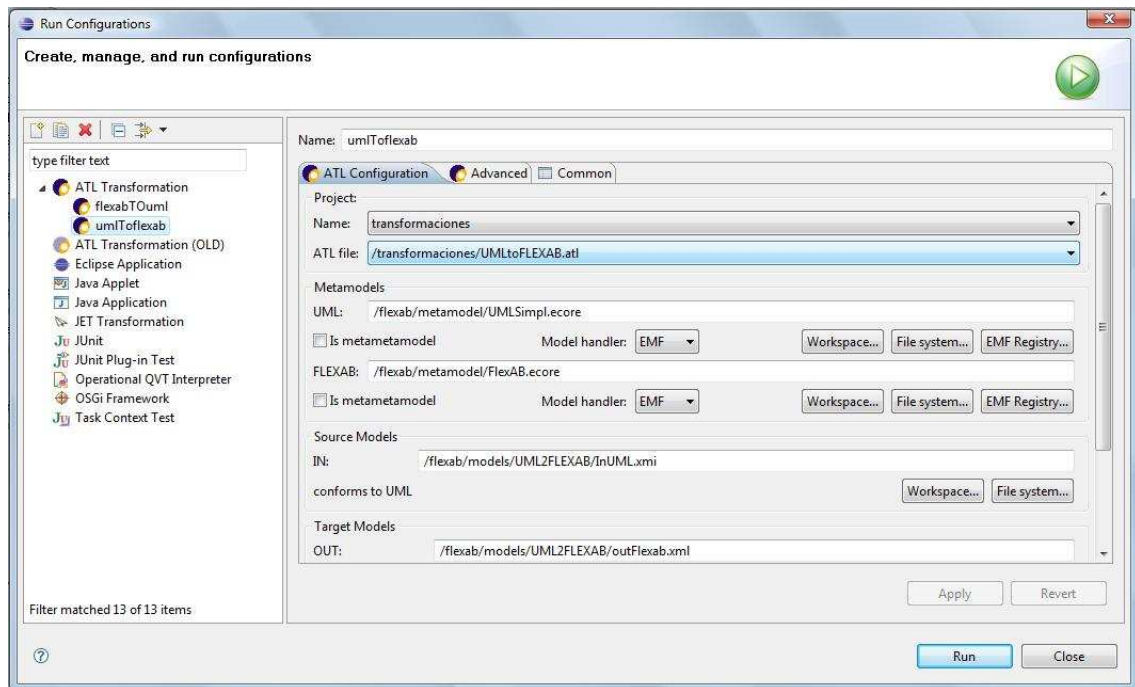 Run Configurations
Create, manage, and run configurations
type filter text
ATL Transformation
flexabTOuml
umlToflexab
ATL Transformation (OLD)
Eclipse Application
Java Applet
Java Application
JET Transformation
JUnit
JUnit Plug-in Test
Operational QVT Interpreter
OSGi Framework
Task Context Test
Filter matched 13 of 13 items
Name: umlToflexab
ATL Configuration Advanced Common
Project:
Name: transformaciones
ATL file: /transformaciones/UMLtoFLEXAB.atl
Metamodels
UML: /flexab/metamodel/UMLSimpl.ecore
Is metametamodel Model handler: EMF Workspace... File system... EMF Registry...
FLEXAB: /flexab/metamodel/FlexAB.ecore
Is metametamodel Model handler: EMF Workspace... File system... EMF Registry...
Source Models
IN: /flexab/models/UML2FLEXAB/InUML.xmi
conforms to UML Workspace... File system...
Target Models
OUT: /flexab/models/UML2FLEXAB/outFlexab.xml
Apply Revert
Run Close